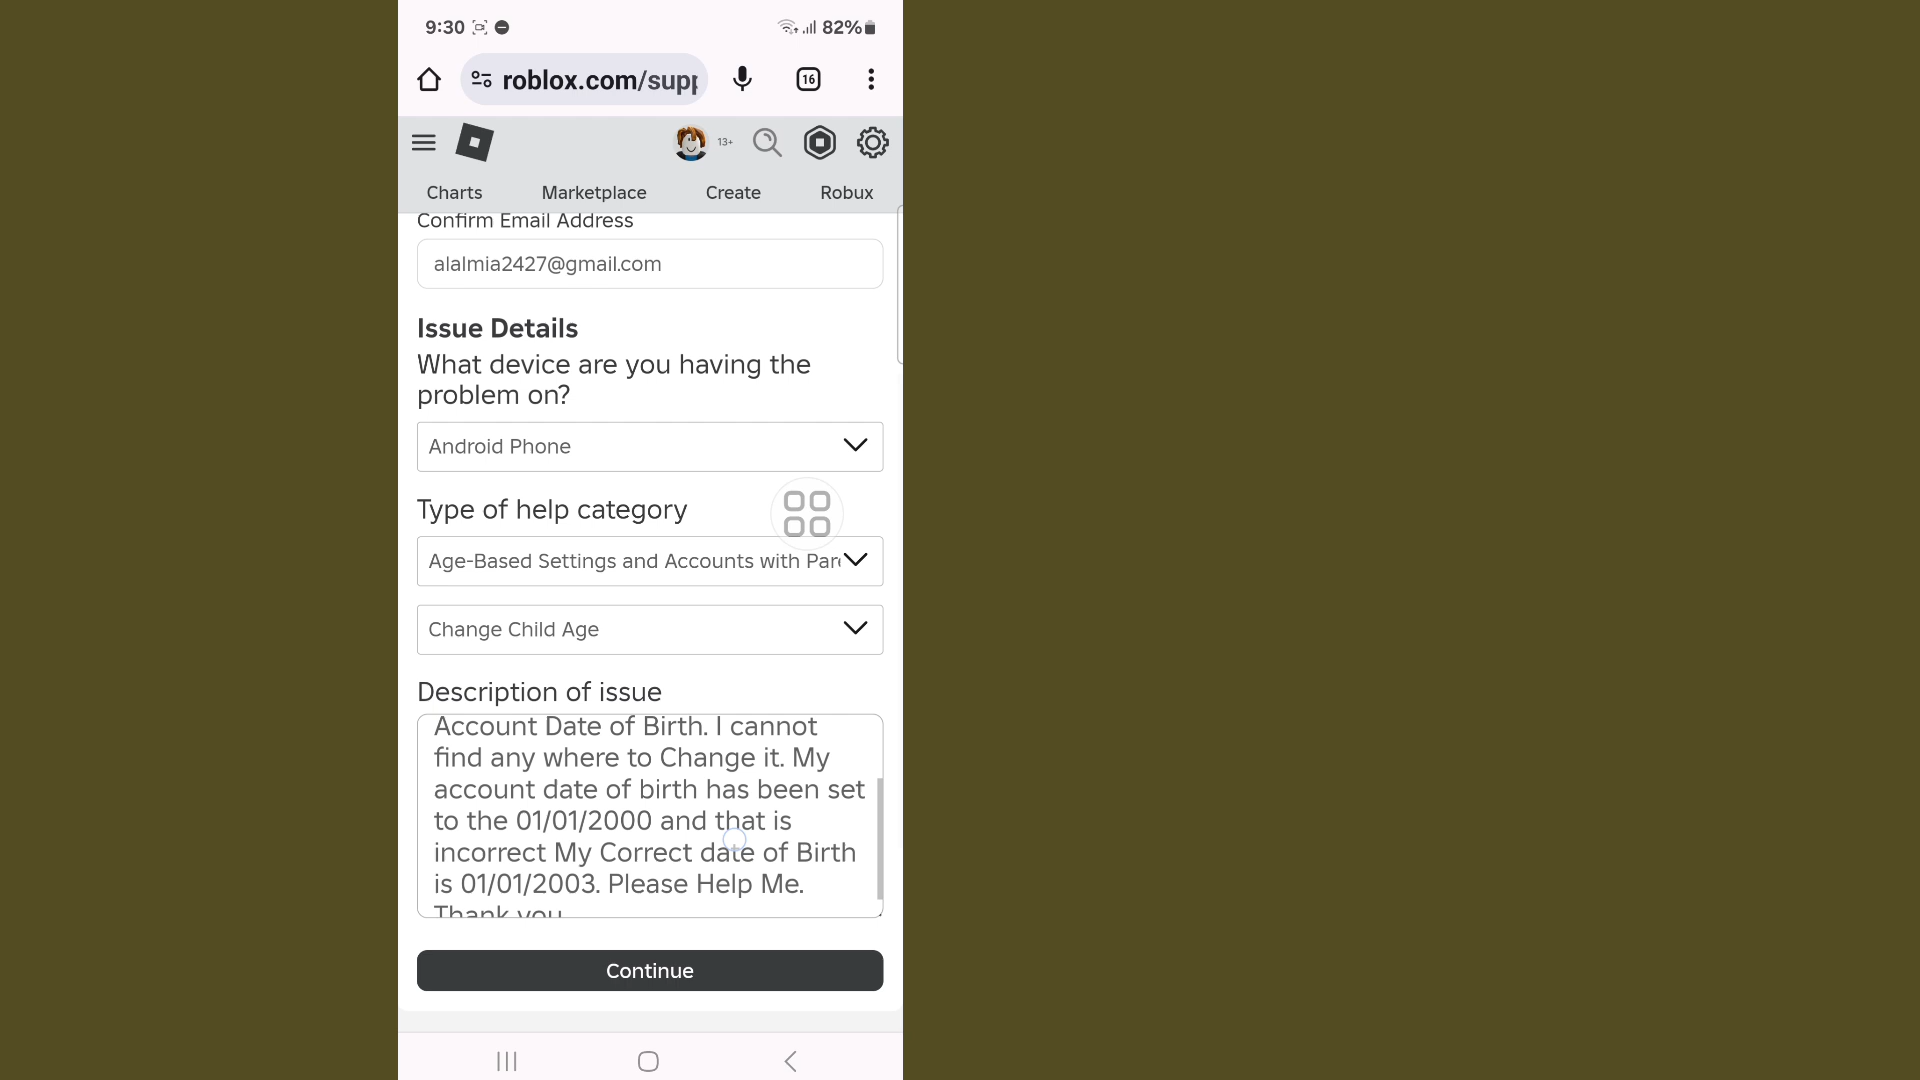 9:30
82%
roblox.com/supp
16
13+
Charts Marketplace Create Robux
Confirm Email Address
alalmia2427@gmail.com
Issue Details
What device are you having the
problem on?
Android Phone
Type of help category
Age-Based Settings and Accounts with Pare
Change Child Age
Description of issue
Account Date of Birth. I cannot
find any where to Change it. My
account date of birth has been set
to the 01/01/2000 and that is
incorrect My Correct date of Birth
is 01/01/2003. Please Help Me.
Thank you
Continue